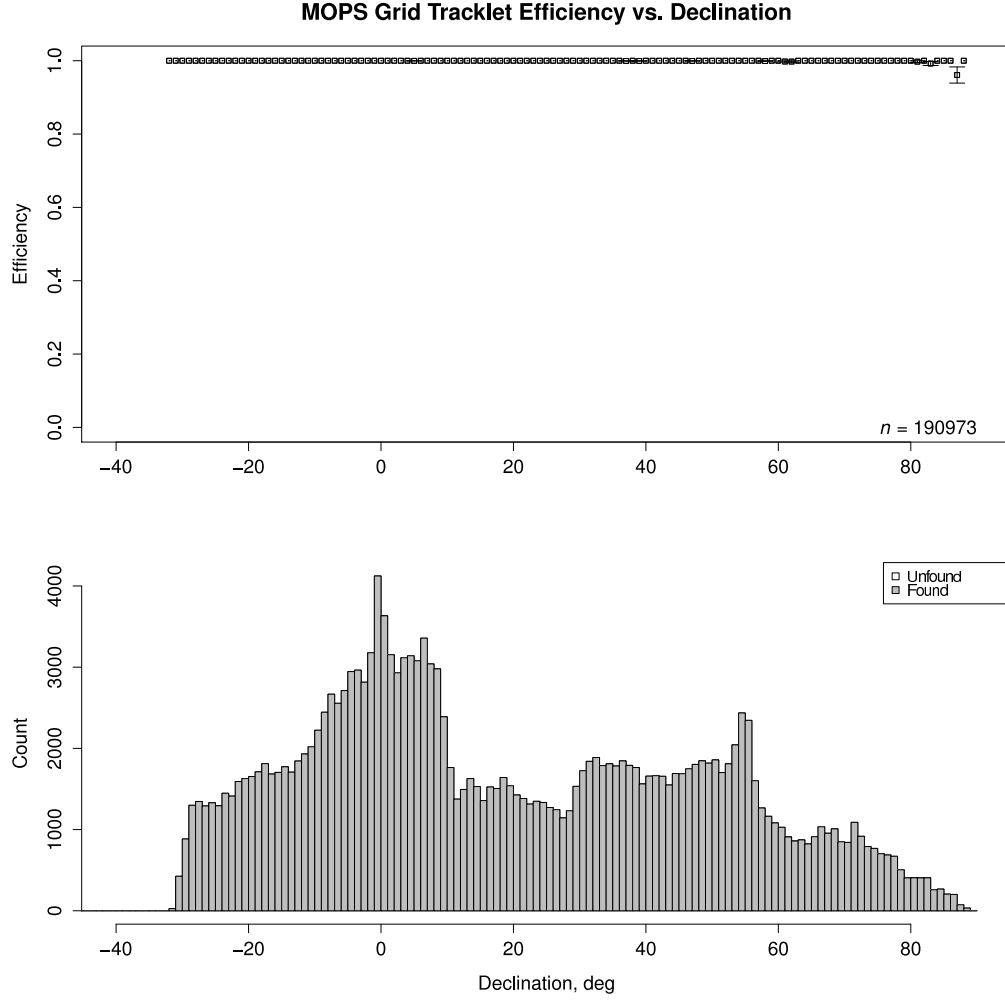 MOPS Grid Tracklet Efficiency vs. Declination
1.0
0.8
0.6
0.4
0.2
0.0
Efficiency
n = 190973
−40 −20 0 20 40 60 80
4000
3000
2000
1000
0
Count
Unfound
Found
−40 −20 0 20 40 60 80
Declination, deg